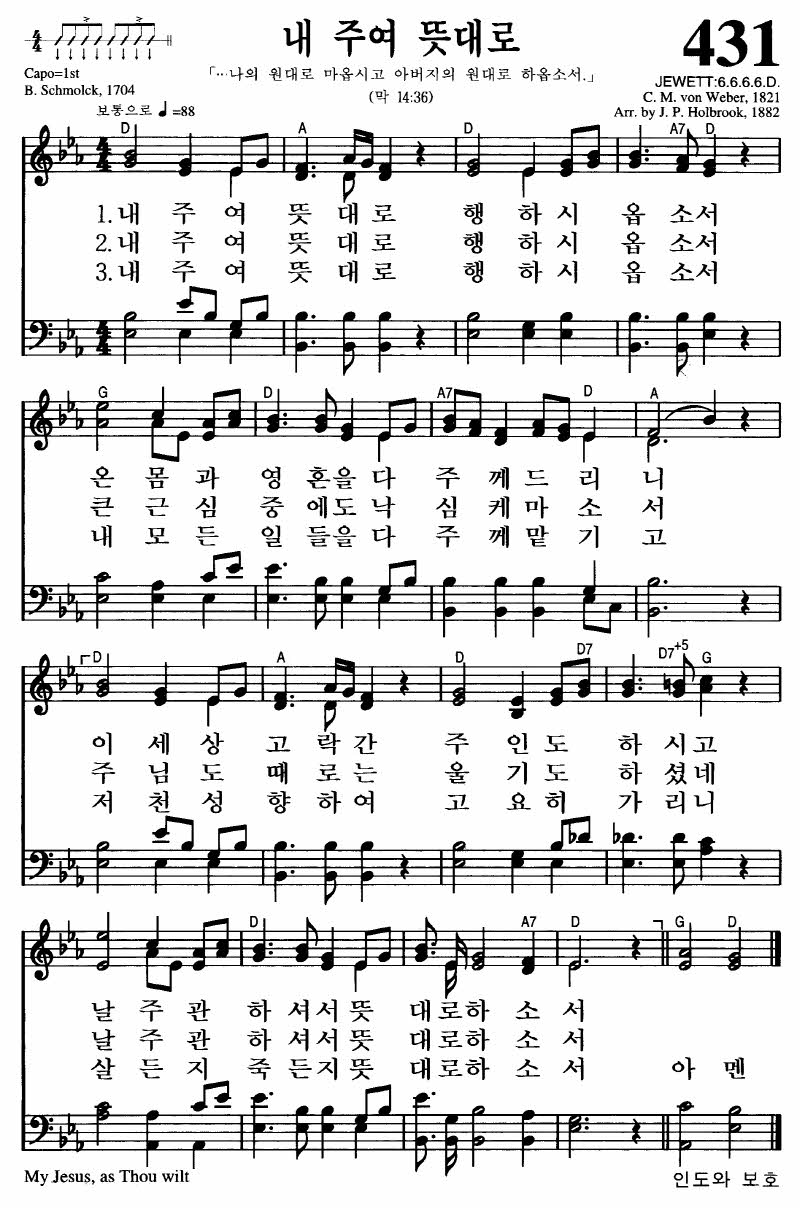 내 주여 뜻대로
431
Capo=1st
B. Schmolck, 1704
「…나의 원대로 마옵시고 아버지의 원대로 하옵소서.」
(막 14:36)
JEWETT:6.6.6.6.D.
C. M. von Weber, 1821
Arr. by J. P. Holbrook, 1882
보통으로 ♩=88
D A D A7 D
1.내 주 여 뜻 대 로 행 하 시 옵 소 서
2.내 주 여 뜻 대 로 행 하 시 옵 소 서
3.내 주 여 뜻 대 로 행 하 시 옵 소 서
G D A7 D A
온 몸 과 영 혼을 다 주 께 드 리 니
큰 근 심 중 에도 낙 심 케 마 소 서
내 모 든 일 들을 다 주 께 맡 기 고
D A D D7 D7+5 G
이 세 상 고 락 간 주 인 도 하 시 고
주 님 도 때 로 는 울 기 도 하 셨 네
저 천 성 향 하 여 고 요 히 가 리 니
D A7 D G D
날 주 관 하 셔서 뜻 대로하 소 서
날 주 관 하 셔서 뜻 대로하 소 서
살 든 지 죽 든지 뜻 대로하 소 서 아 멘
My Jesus, as Thou wilt
인도와 보호